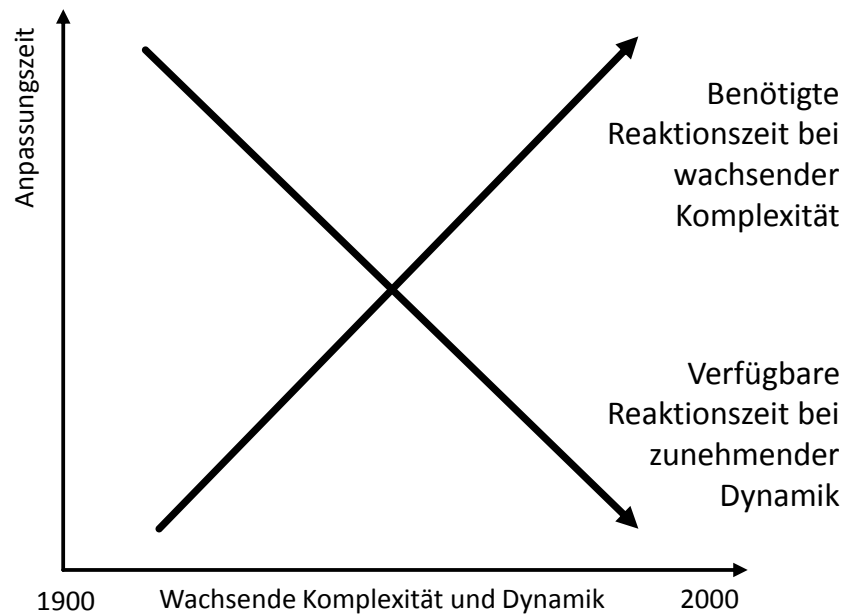 Anpassungszeit
Benötigte
Reaktionszeit bei
wachsender
Komplexität
Verfügbare
Reaktionszeit bei
zunehmender
Dynamik
1900 Wachsende Komplexität und Dynamik 2000